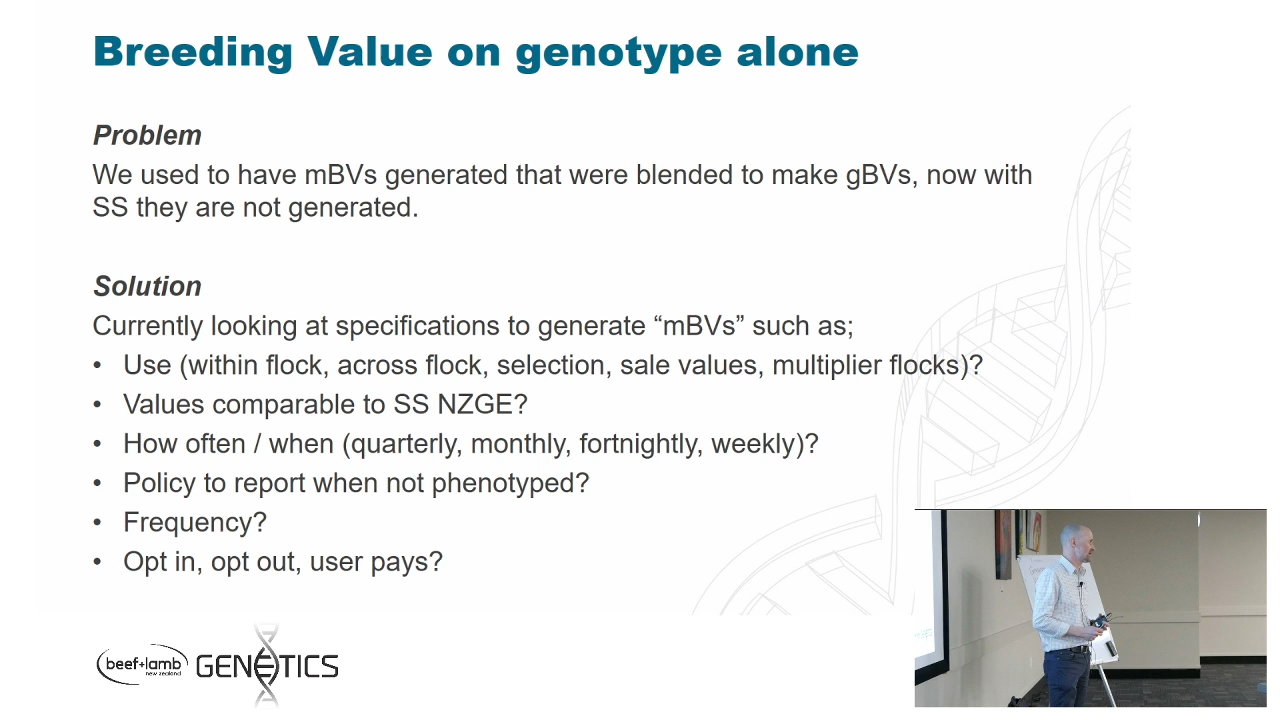 Breeding Value on genotype alone
Problem
We used to have mBVs generated that were blended to make gBVs, now with
SS they are not generated.
Solution
Currently looking at specifications to generate “mBVs” such as;
• Use (within flock, across flock, selection, sale values, multiplier flocks)?
• Values comparable to SS NZGE?
• How often / when (quarterly, monthly, fortnightly, weekly)?
• Policy to report when not phenotyped?
• Frequency?
• Opt in, opt out, user pays?
beef+lamb
new zealand
GENETICS